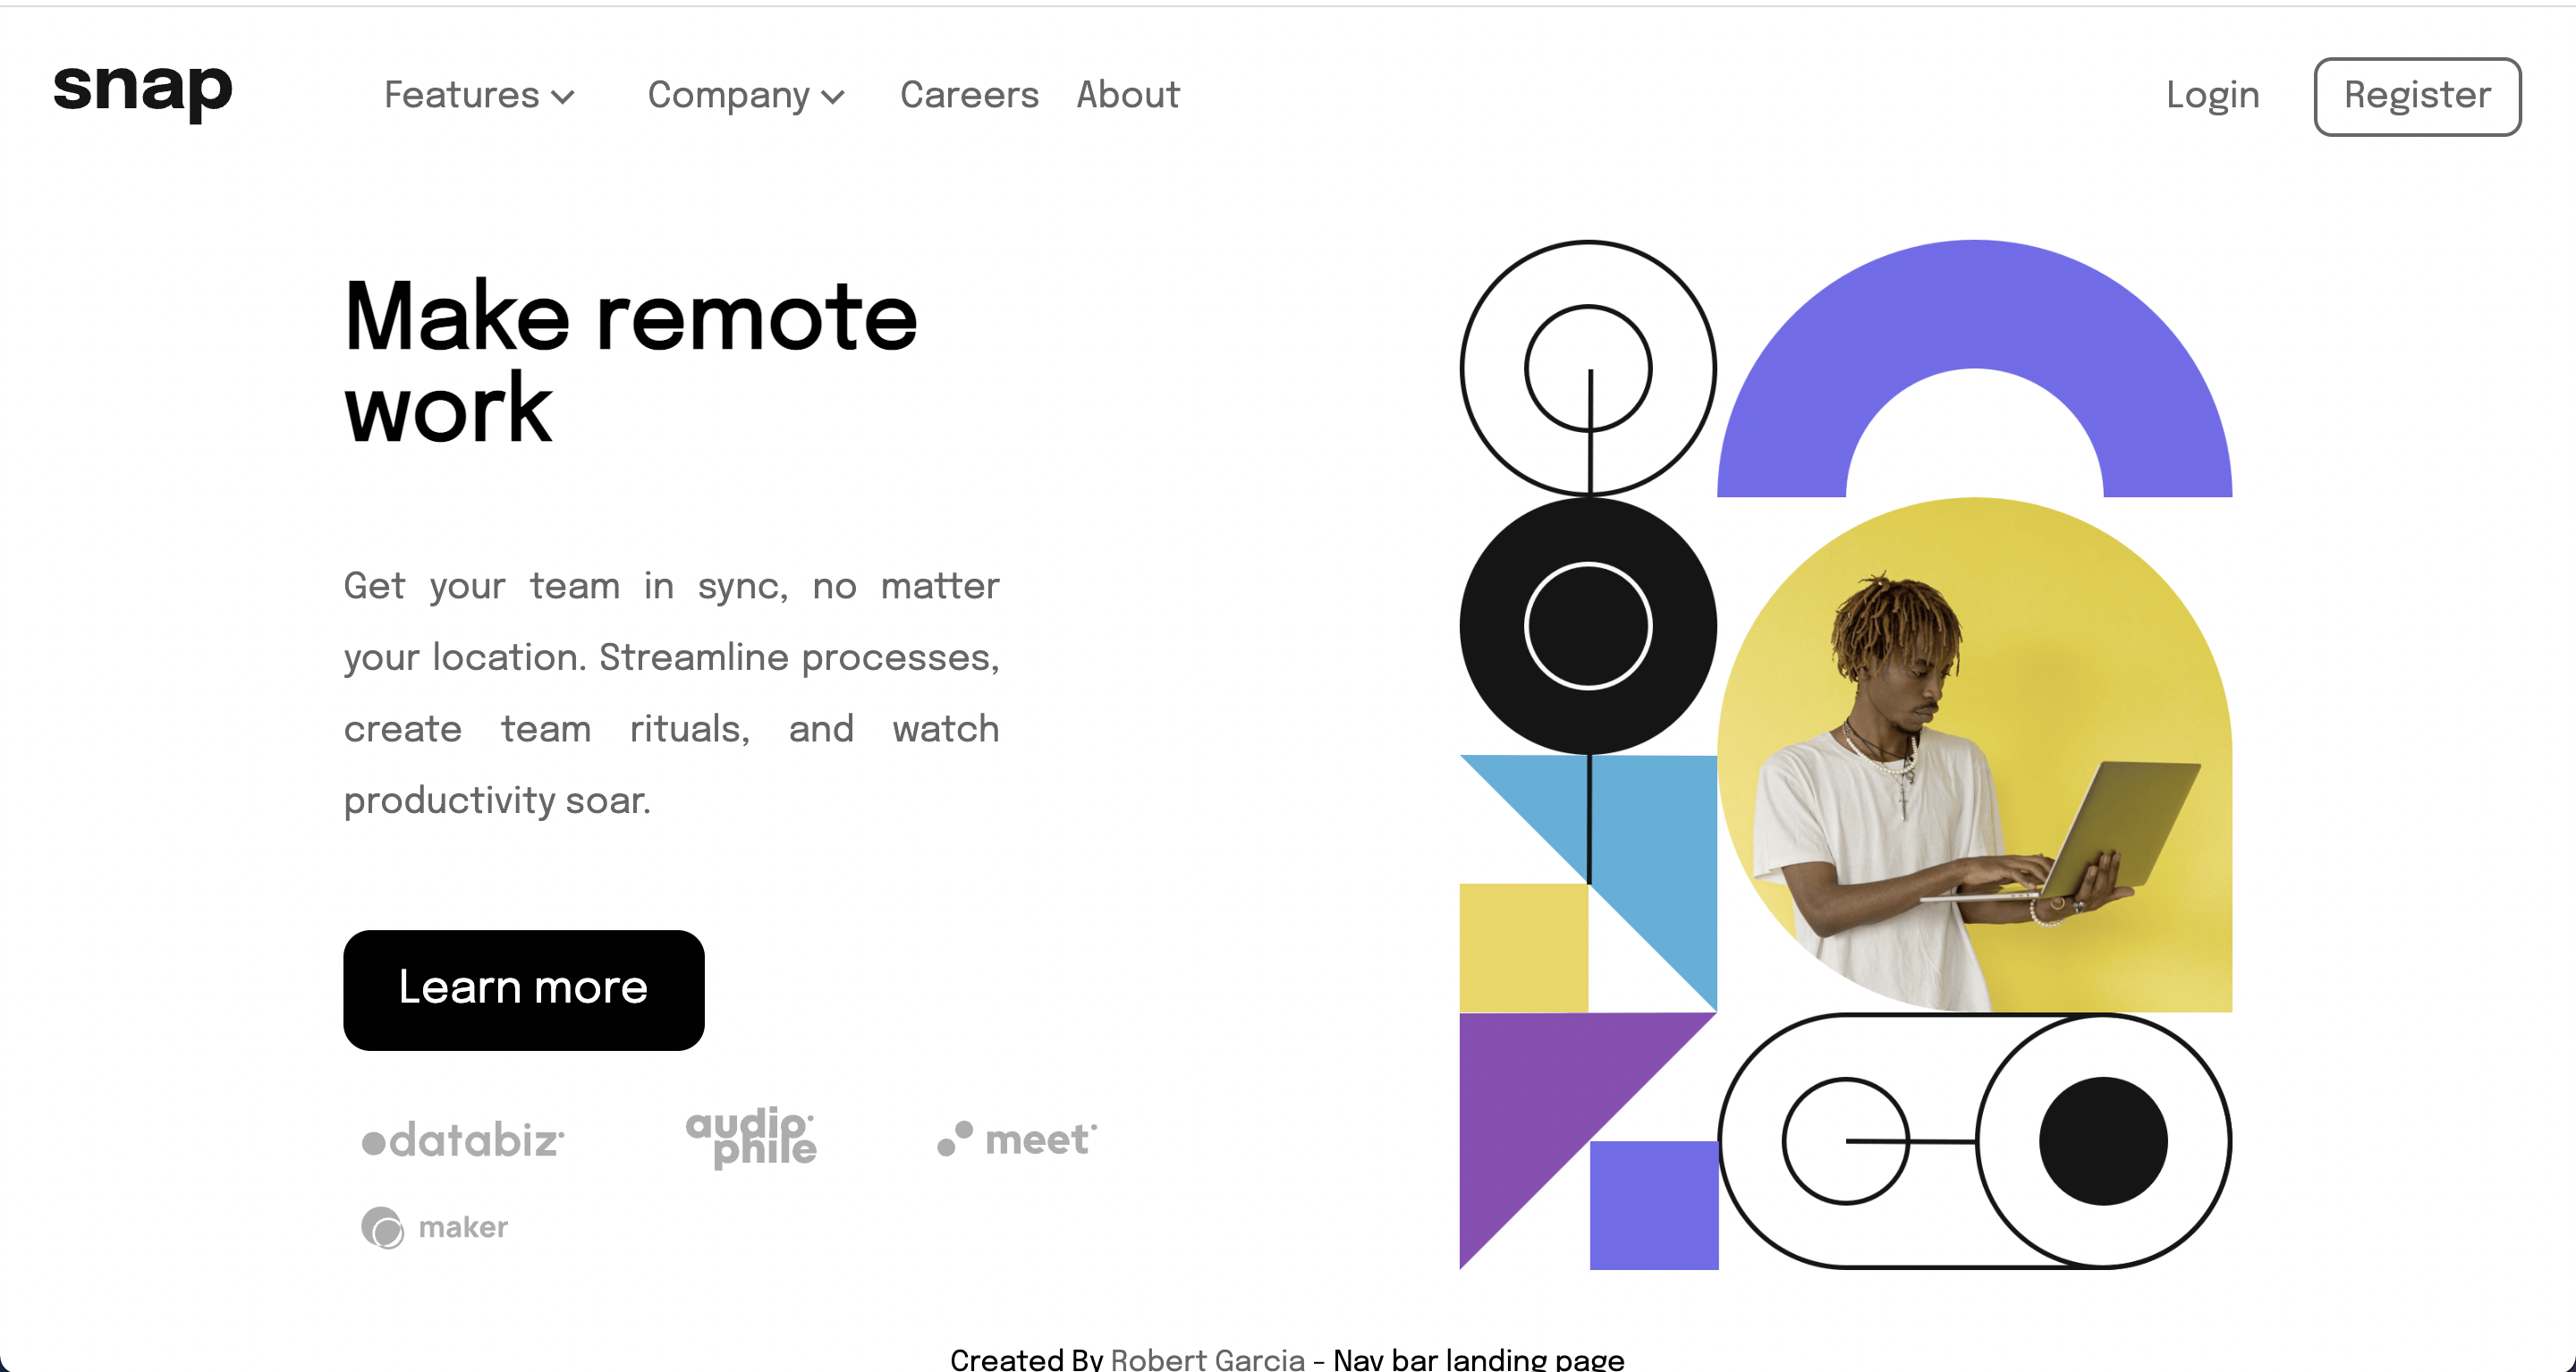 snap
Features
Company
Careers
About
Login
Register
Make remote
work
Get your team in sync, no matter
your location. Streamline processes,
create team rituals, and watch
productivity soar.
Learn more
databiz
audio
phile
meet
maker
Created By Robert Garcia - Nav bar landing page